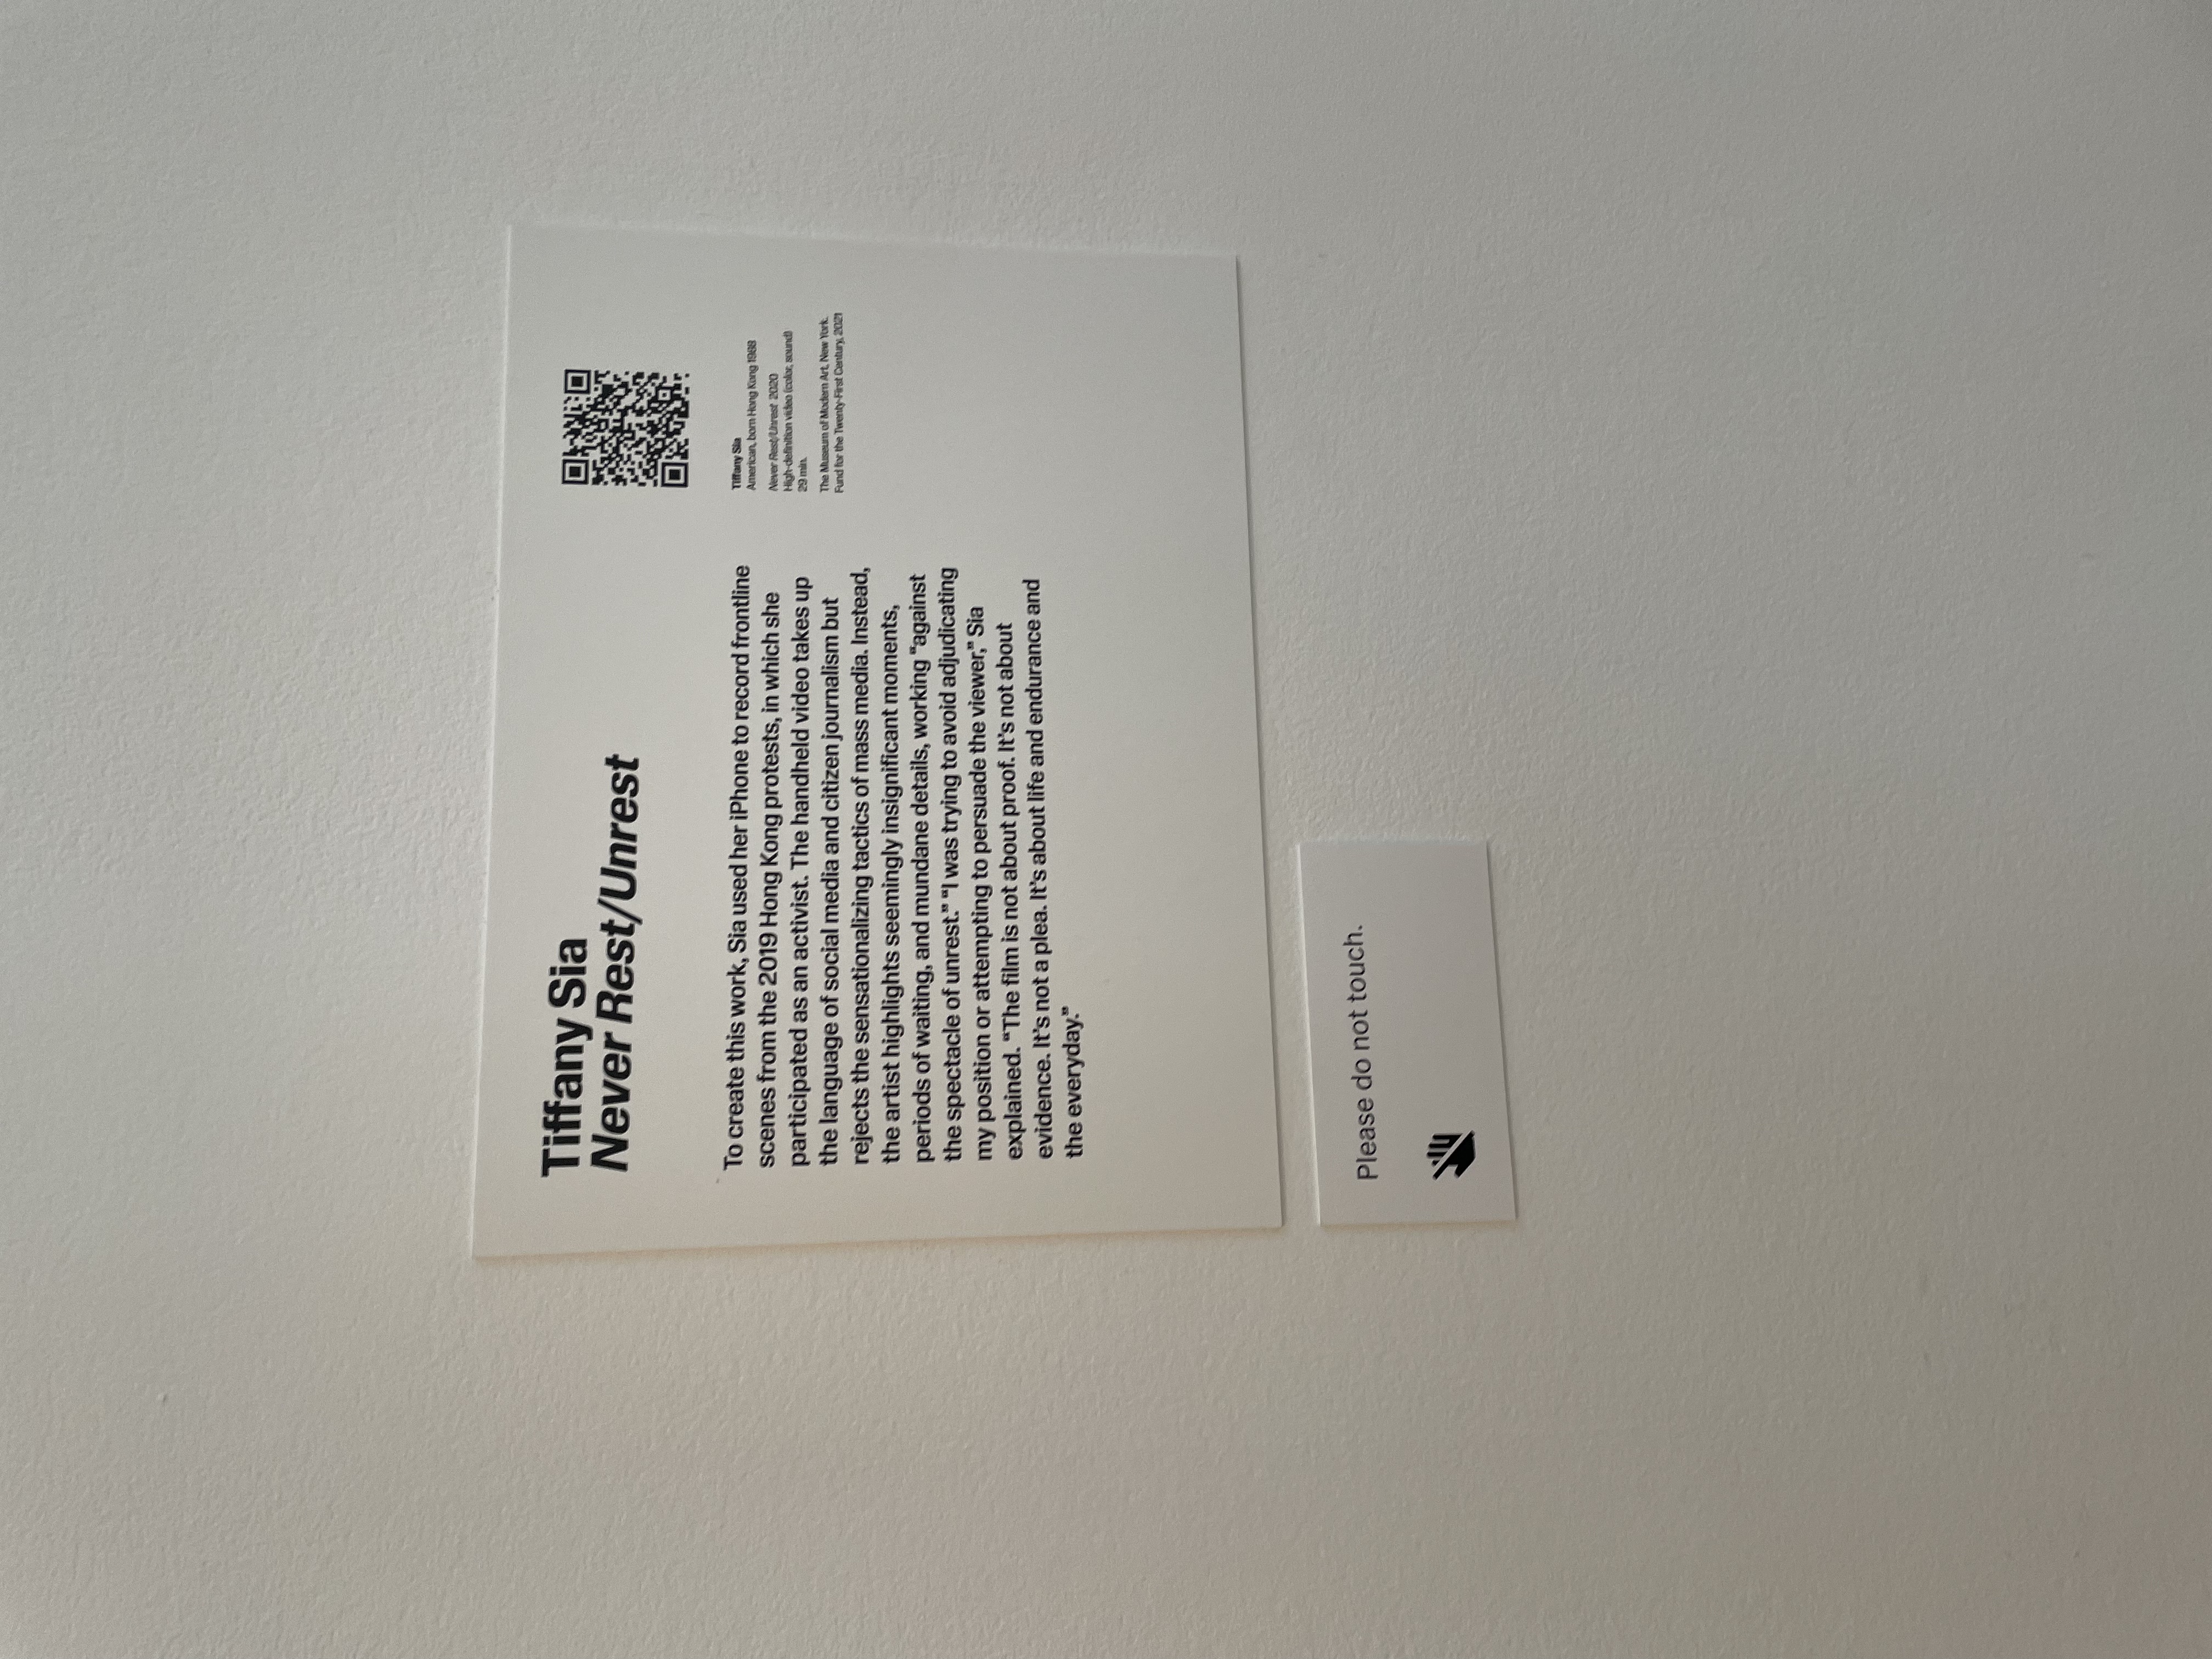 Tiffany Sia
Never Rest/Unrest
To create this work, Sia used her iPhone to record frontline
scenes from the 2019 Hong Kong protests, in which she
participated as an activist. The handheld video takes up
the language of social media and citizen journalism but
rejects the sensationalizing tactics of mass media. Instead,
the artist highlights seemingly insignificant moments,
periods of waiting, and mundane details, working “against
the spectacle of unrest.” “I was trying to avoid adjudicating
my position or attempting to persuade the viewer,” Sia
explained. “The film is not about proof. It’s not about
evidence. It’s not a plea. It’s about life and endurance and
the everyday.”
Tiffany Sia
American, born Hong Kong 1988
Never Rest/Unrest 2020
High-definition video (color, sound)
29 min.
The Museum of Modern Art, New York.
Fund for the Twenty-First Century, 2021
Please do not touch.